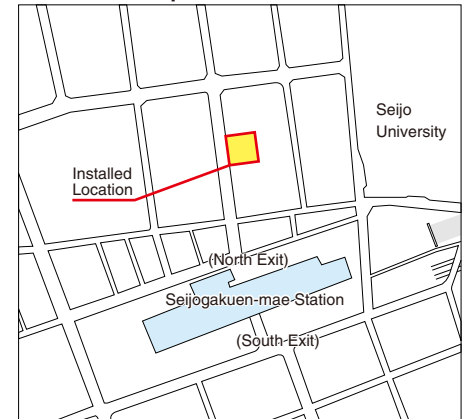 Seijo
University
Installed
Location
(North Exit)
Seijogakuen-mae Station
(South Exit)